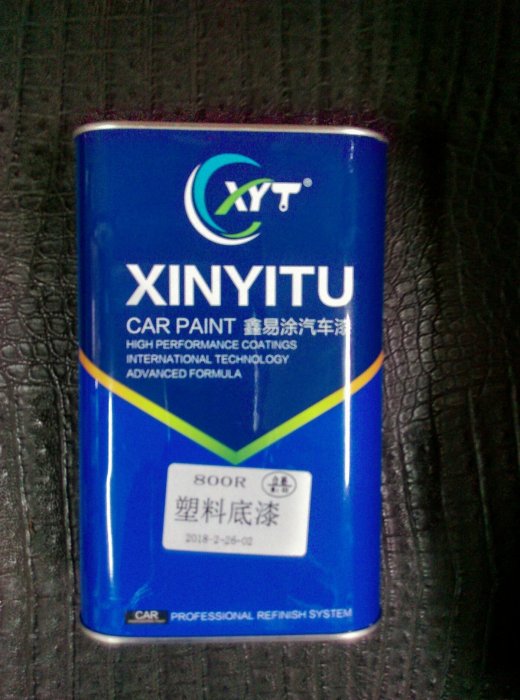 XYT®
XINYITU
CAR PAINT 鑫易涂汽车漆
HIGH PERFORMANCE COATINGS
INTERNATIONAL TECHNOLOGY
ADVANCED FORMULA
800R
塑料底漆
2018-2-26-02
CAR PROFESSIONAL REFINISH SYSTEM